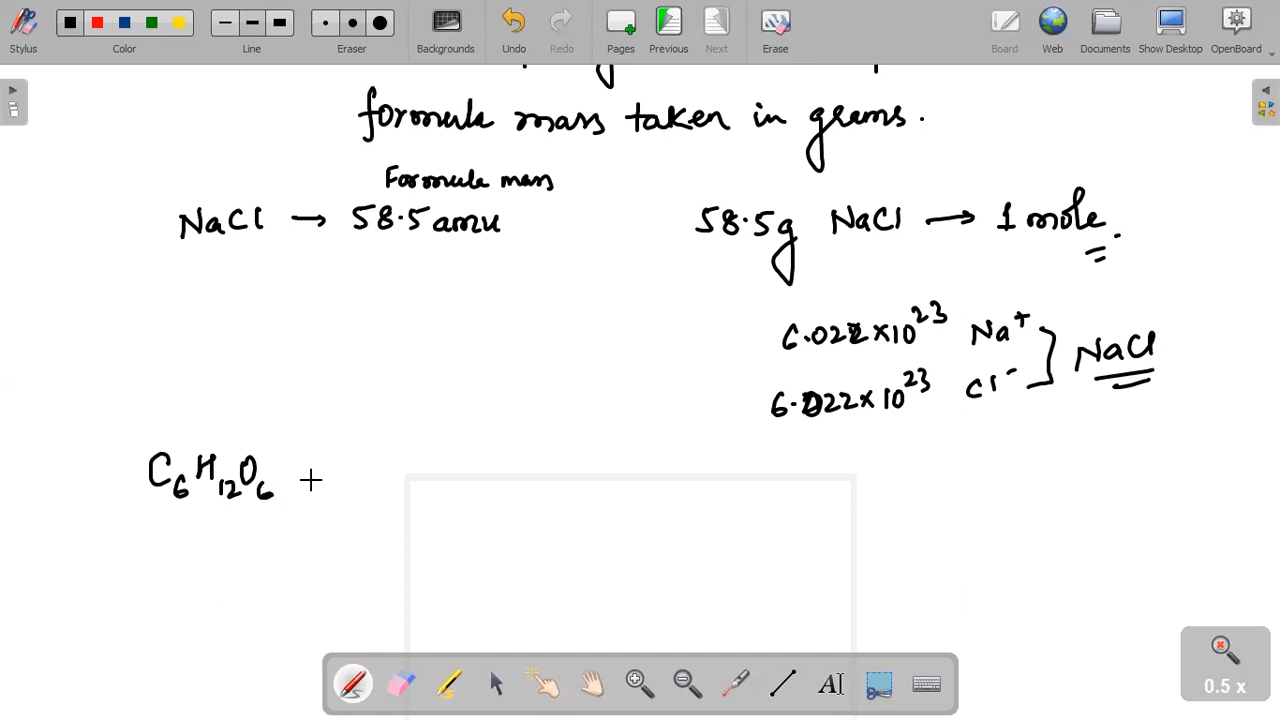 Stylus Color Line Eraser Backgrounds Undo Redo Pages Previous Next Erase Board Web Documents Show Desktop OpenBoard
formula mass taken in grams.
Formula mass
NaCl → 58.5 amu 58.5g NaCl → 1 mole.
6.022×10²³ Na⁺
NaCl
6.022×10²³ Cl⁻
C₆H₁₂O₆
AI
0.5 x